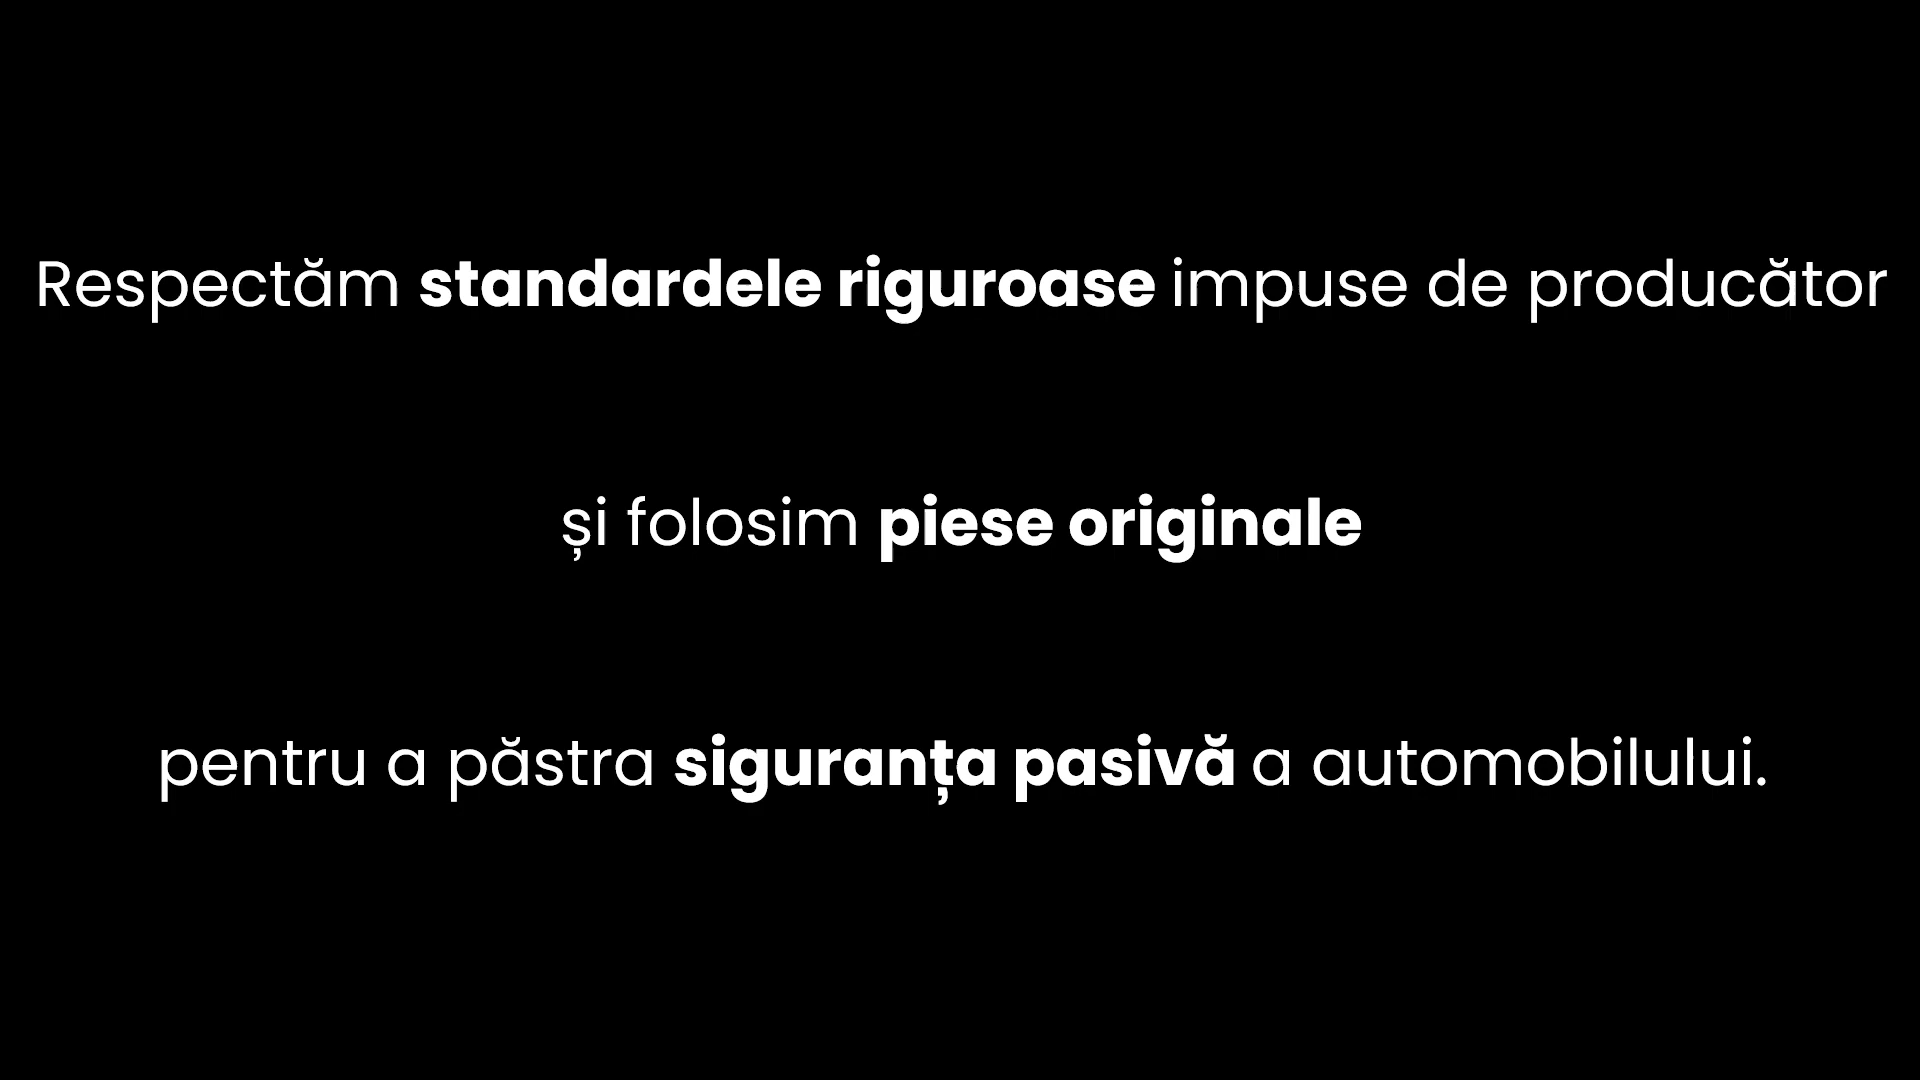 Respectăm standardele riguroase impuse de producător
și folosim piese originale
pentru a păstra siguranța pasivă a automobilului.